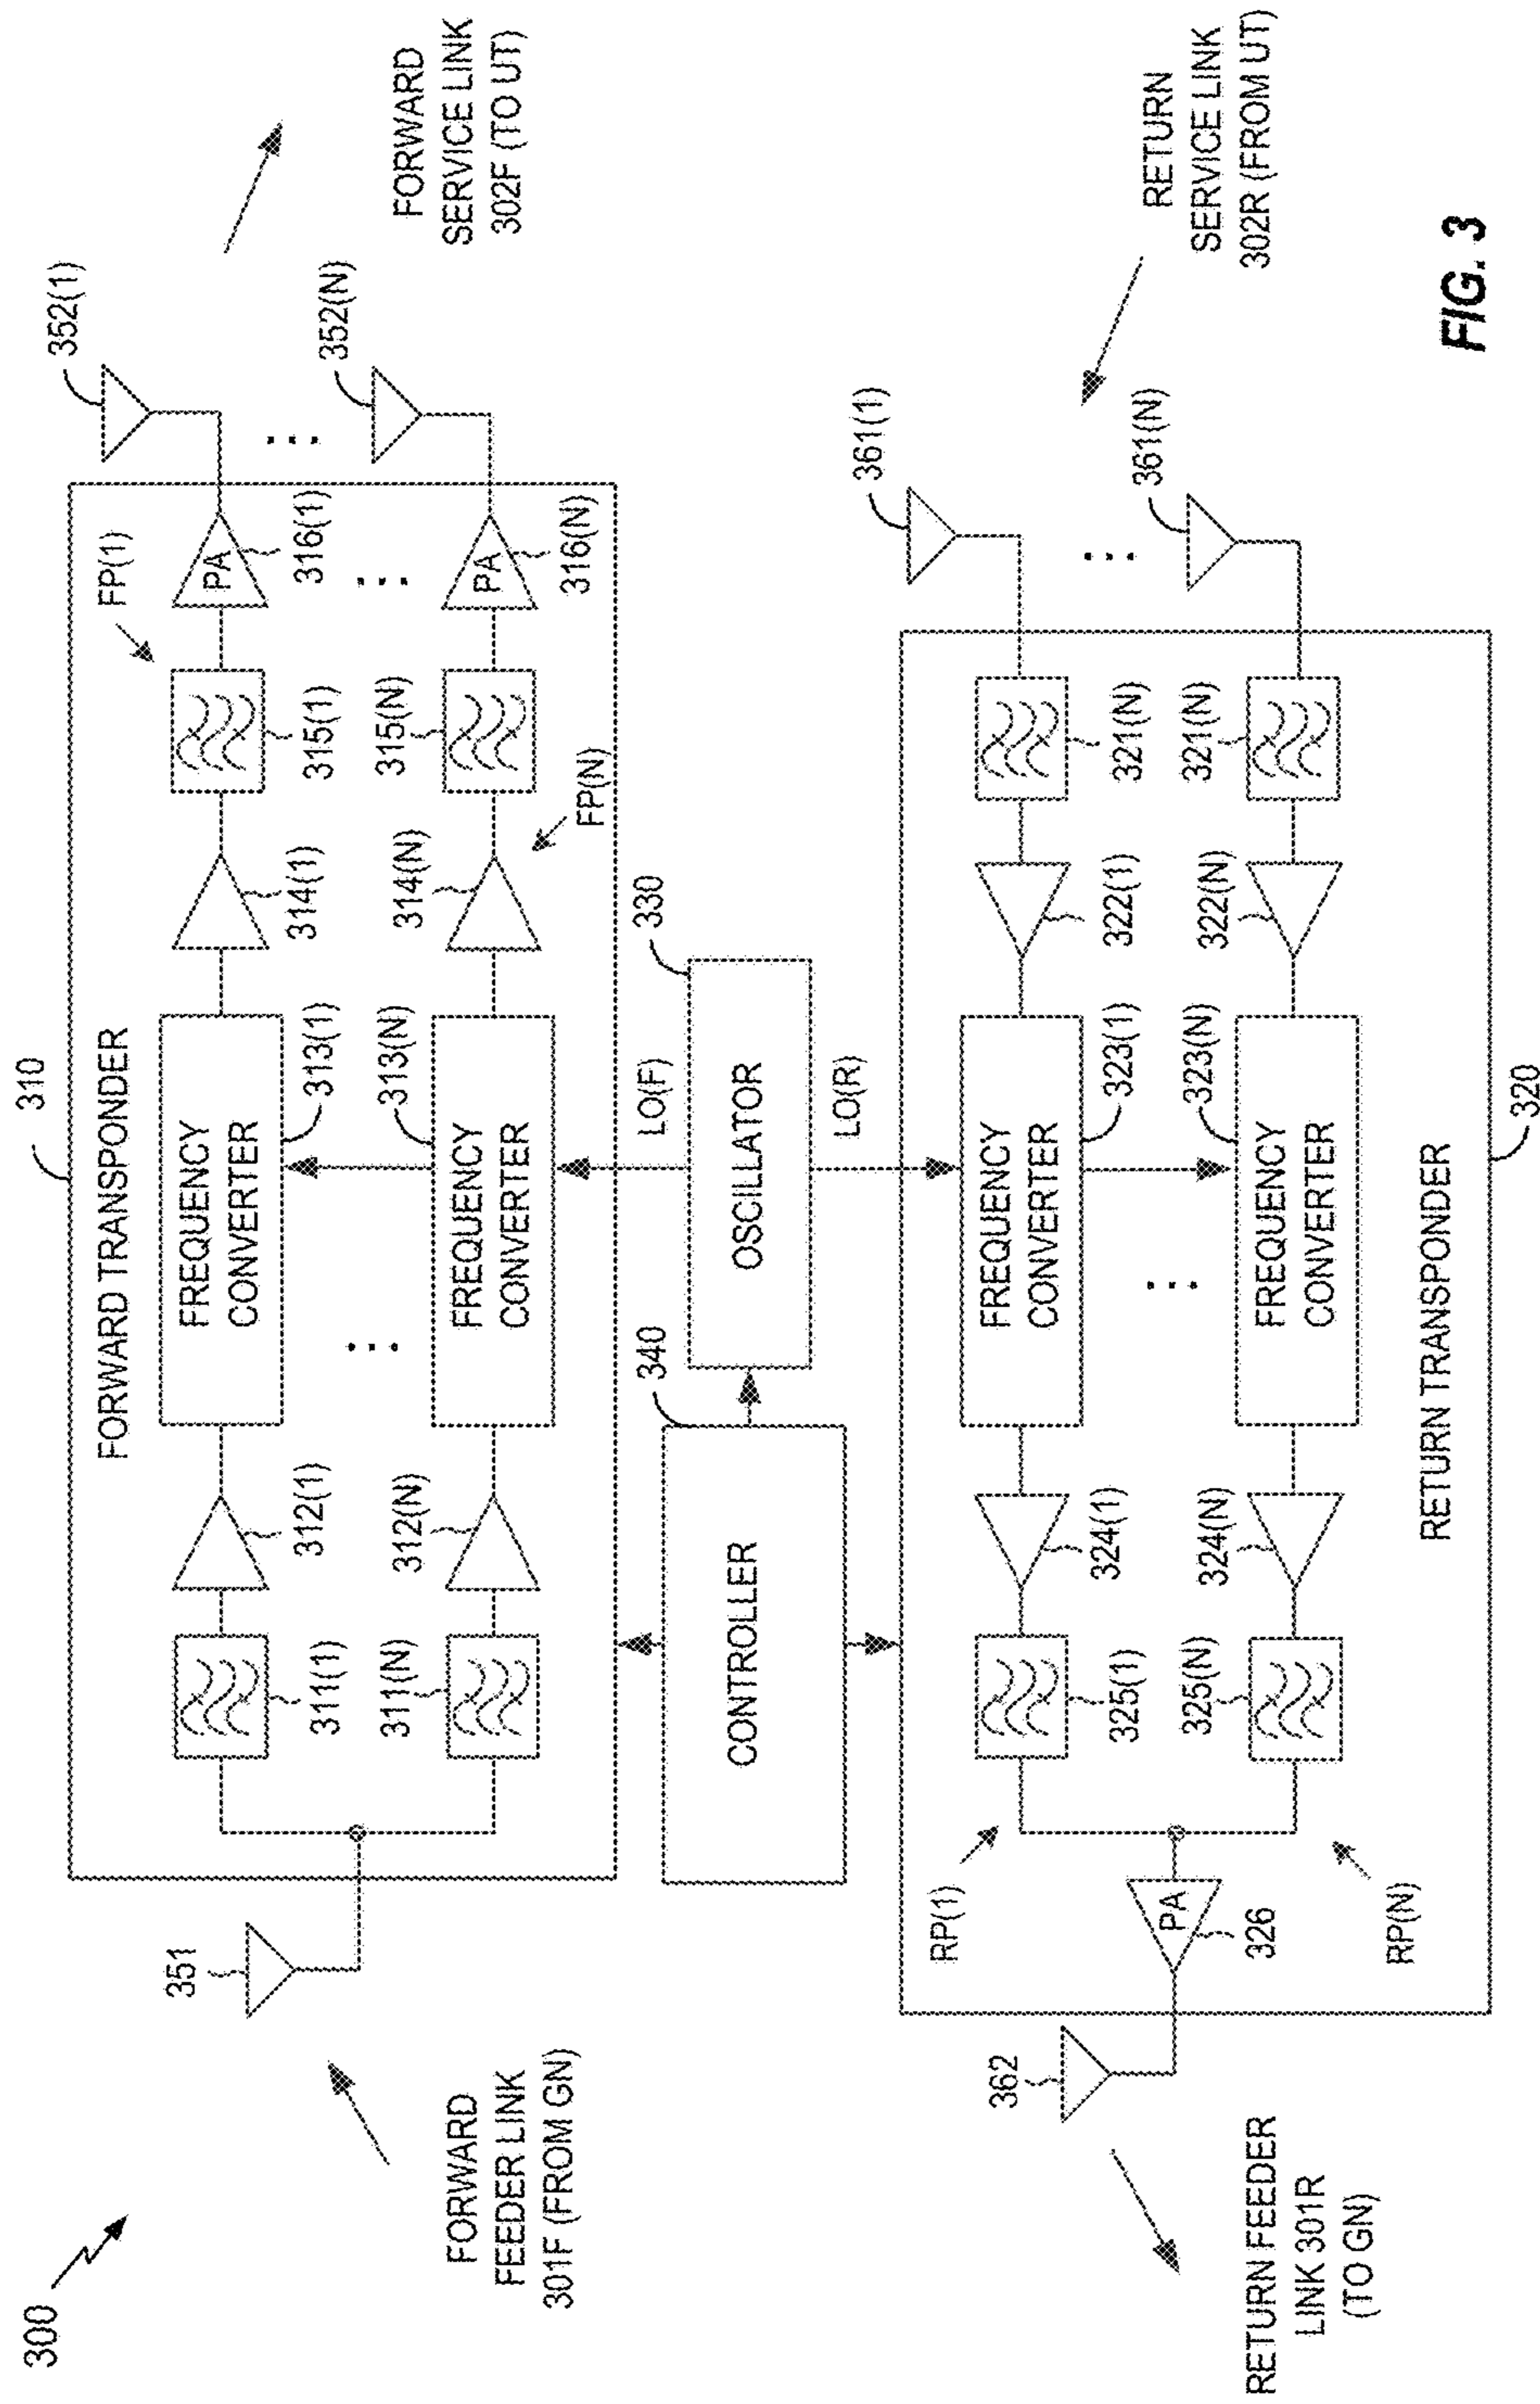 300
310
FORWARD TRANSPONDER
351
FORWARD
FEEDER LINK
301F (FROM GN)
311(1)
312(1)
FREQUENCY
CONVERTER
313(1)
314(1)
315(1)
FP(1)
PA
316(1)
352(1)
FORWARD
SERVICE LINK
302F (TO UT)
311(N)
312(N)
FREQUENCY
CONVERTER
313(N)
314(N)
315(N)
FP(N)
PA
316(N)
352(N)
CONTROLLER
340
OSCILLATOR
330
LO(F)
LO(R)
362
RETURN FEEDER
LINK 301R
(TO GN)
RP(1)
PA
326
RP(N)
325(1)
324(1)
FREQUENCY
CONVERTER
323(1)
322(1)
321(N)
361(1)
RETURN
SERVICE LINK
302R (FROM UT)
325(N)
324(N)
FREQUENCY
CONVERTER
323(N)
322(N)
321(N)
361(N)
RETURN TRANSPONDER
320
FIG. 3